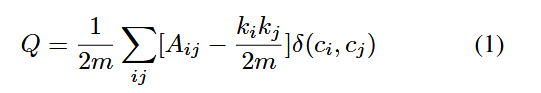 Q = \frac{1}{2m} \sum_{ij} [A_{ij} - \frac{k_i k_j}{2m}] \delta(c_i, c_j) (1)